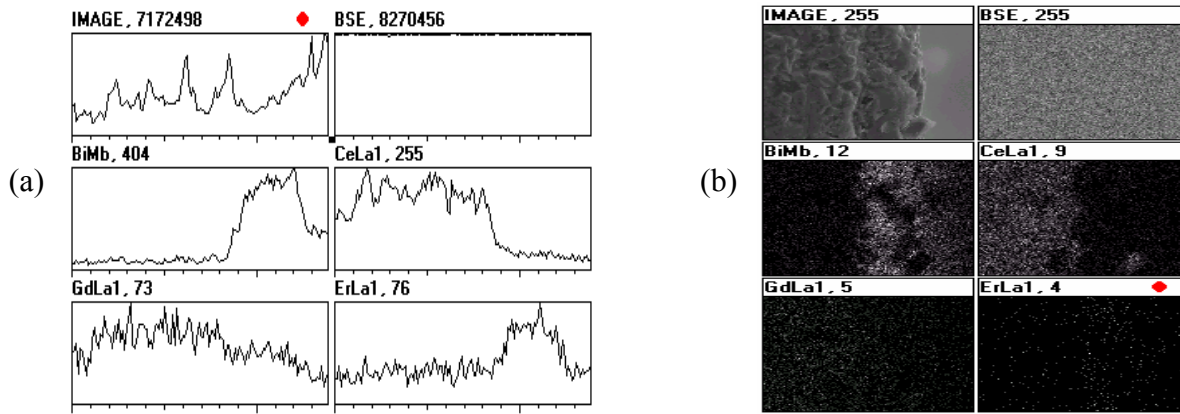 IMAGE, 7172498
BSE, 8270456
BiMb, 404
CeLa1, 255
GdLa1, 73
ErLa1, 76
(a)
IMAGE, 255
BSE, 255
BiMb, 12
CeLa1, 9
GdLa1, 5
ErLa1, 4
(b)